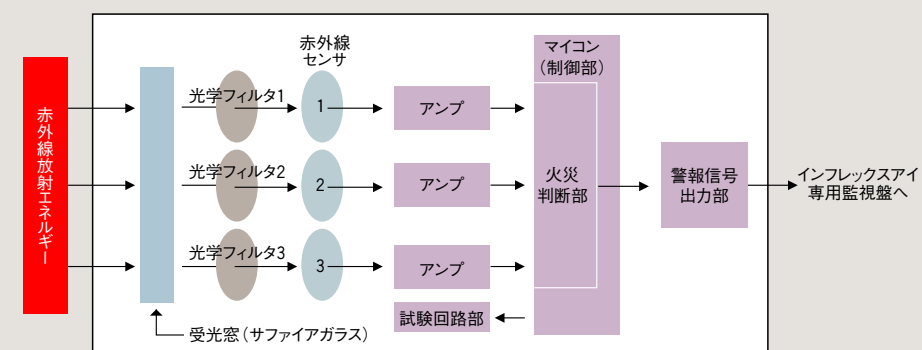 赤外線放射エネルギー
光学フィルタ1
光学フィルタ2
光学フィルタ3
受光窓（サファイアガラス）
赤外線
センサ
1
2
3
アンプ
アンプ
アンプ
試験回路部
マイコン
（制御部）
火災
判断部
警報信号
出力部
インフレックスアイ
専用監視盤へ